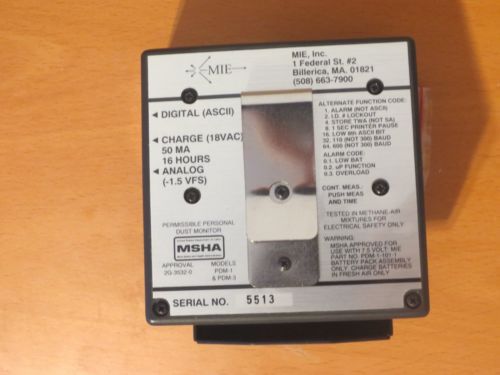 MIE
MIE, Inc.
1 Federal St. #2
Billerica, MA. 01821
(508) 663-7900
DIGITAL (ASCII)
CHARGE (18VAC)
50 MA
16 HOURS
ANALOG
(-1.5 VFS)
ALTERNATE FUNCTION CODE:
1. ALARM (NOT ASCII)
2. I.D. # LOCKOUT
4. STORE TWA (NOT SA)
8. 1 SEC PRINTER PAUSE
16. LOW 8th ASCII BIT
32. 110 (NOT 300) BAUD
64. 600 (NOT 300) BAUD
ALARM CODE:
0.1. LOW BAT
0.2. uP FUNCTION
0.3. OVERLOAD
CONT. MEAS.:
PUSH MEAS
AND TIME
TESTED IN METHANE-AIR
MIXTURES FOR
ELECTRICAL SAFETY ONLY
PERMISSIBLE PERSONAL
DUST MONITOR
MSHA
APPROVAL
2G-3532-0
MODELS
PDM-1
& PDM-3
WARNING:
MSHA APPROVED FOR
USE WITH 7.5 VOLT MIE
PART NO. PDM-1-101-1
BATTERY PACK ASSEMBLY
ONLY CHARGE BATTERIES
IN FRESH AIR ONLY
SERIAL NO. 5513